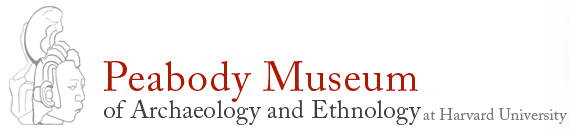 Peabody Museum
of Archaeology and Ethnology at Harvard University